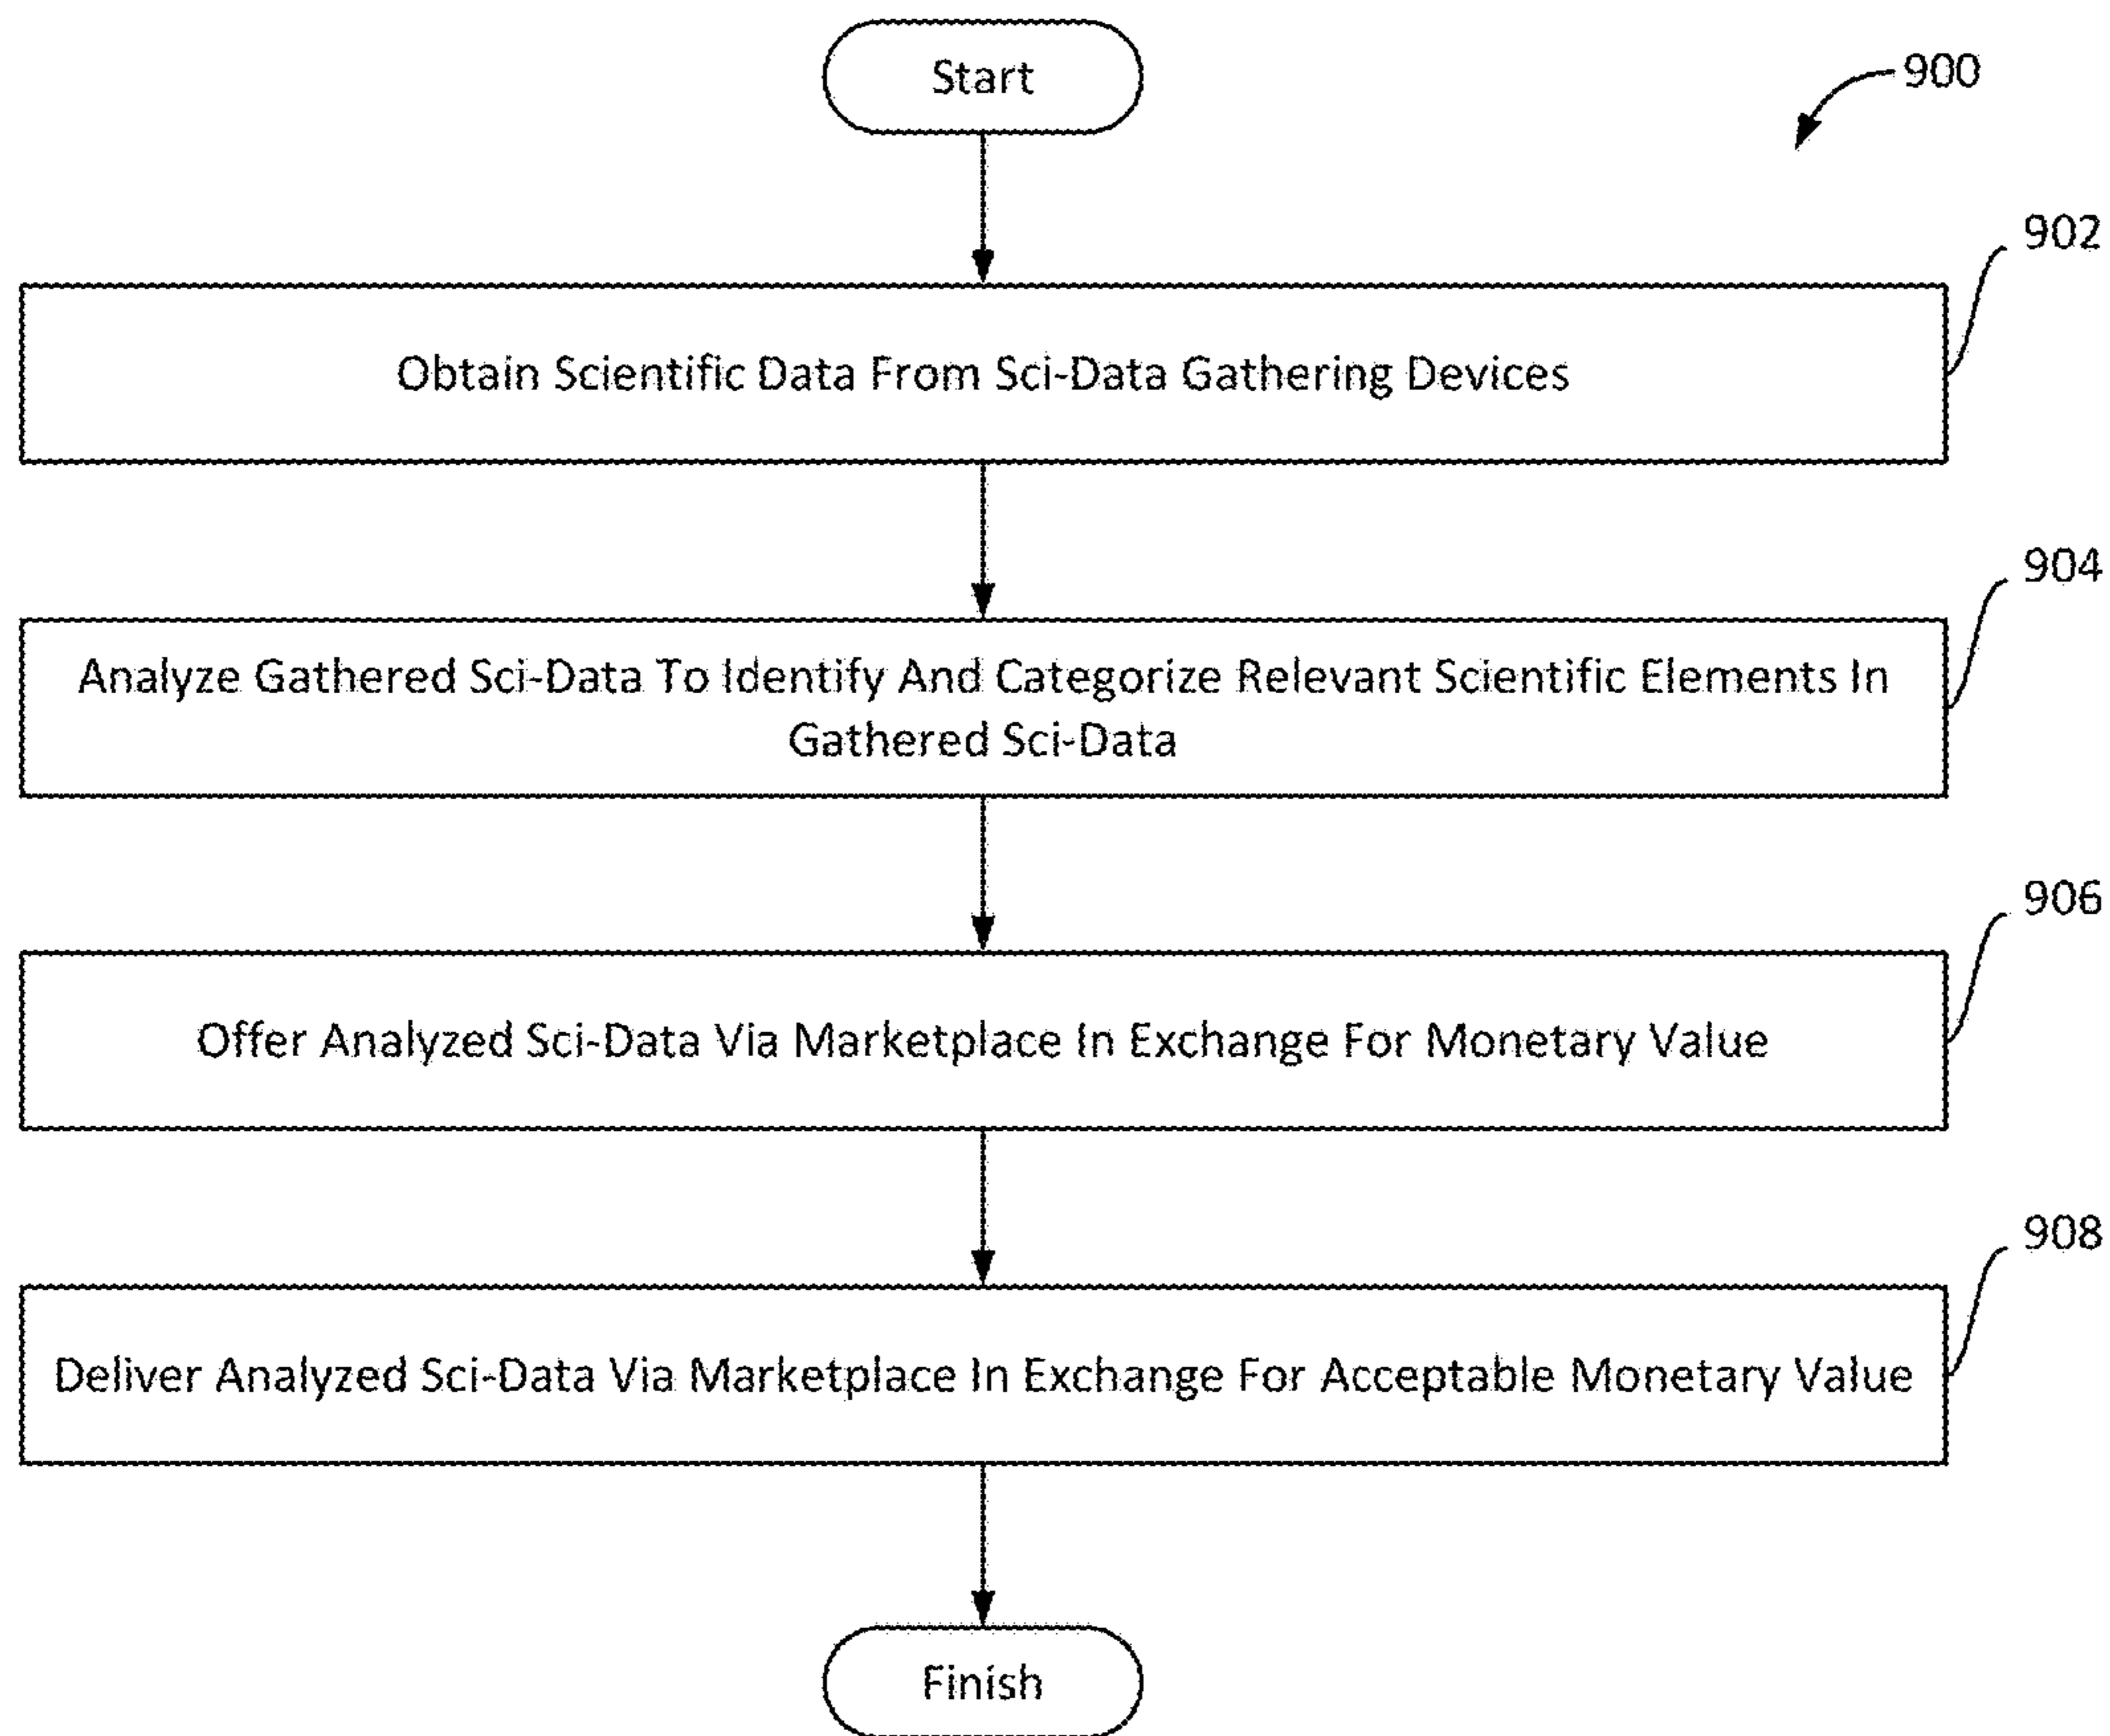 Start
900
902
Obtain Scientific Data From Sci-Data Gathering Devices
904
Analyze Gathered Sci-Data To Identify And Categorize Relevant Scientific Elements In
Gathered Sci-Data
906
Offer Analyzed Sci-Data Via Marketplace In Exchange For Monetary Value
908
Deliver Analyzed Sci-Data Via Marketplace In Exchange For Acceptable Monetary Value
Finish